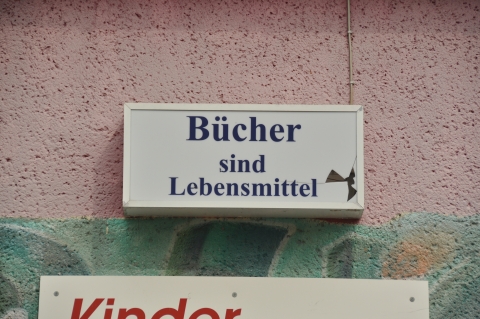 Bücher
sind
Lebensmittel
Kinder